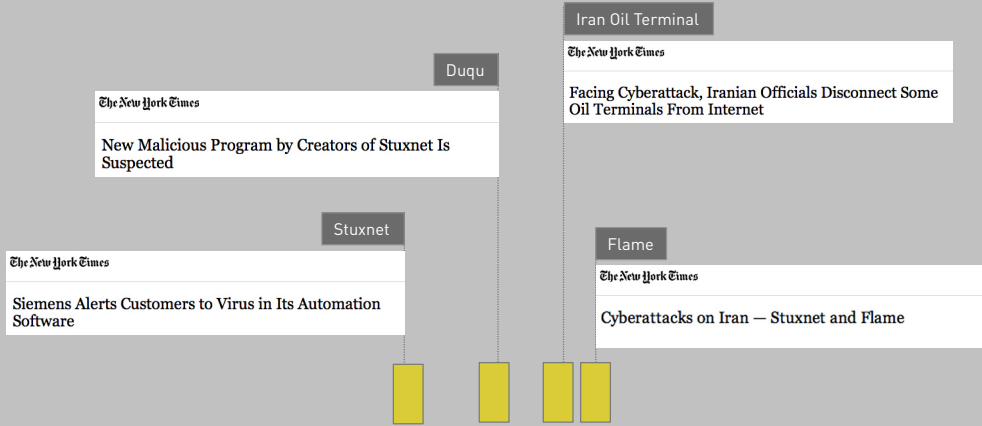 Iran Oil Terminal
The New York Times
Facing Cyberattack, Iranian Officials Disconnect Some
Oil Terminals From Internet
Duqu
The New York Times
New Malicious Program by Creators of Stuxnet Is
Suspected
Stuxnet
The New York Times
Siemens Alerts Customers to Virus in Its Automation
Software
Flame
The New York Times
Cyberattacks on Iran — Stuxnet and Flame